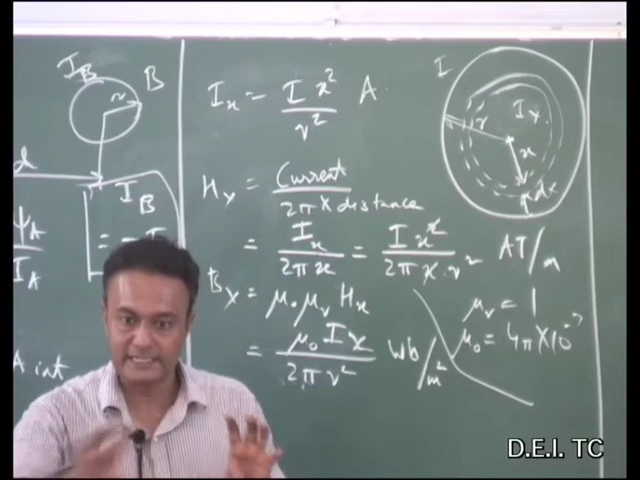 I_B
B
r
d
I_B
ψ_A
I_A
=
A int
I_x = I x² / r² A
H_x = Current / 2π × distance
= I_x / 2πx = I x² / 2π x · r² AT/m
B_x = μ₀ μ_r H_x
= μ₀ I x / 2π r² Wb/m²
μ_r = 1
μ₀ = 4π × 10⁻⁷
I
r
I_x
x
dx
D.E.I. TC